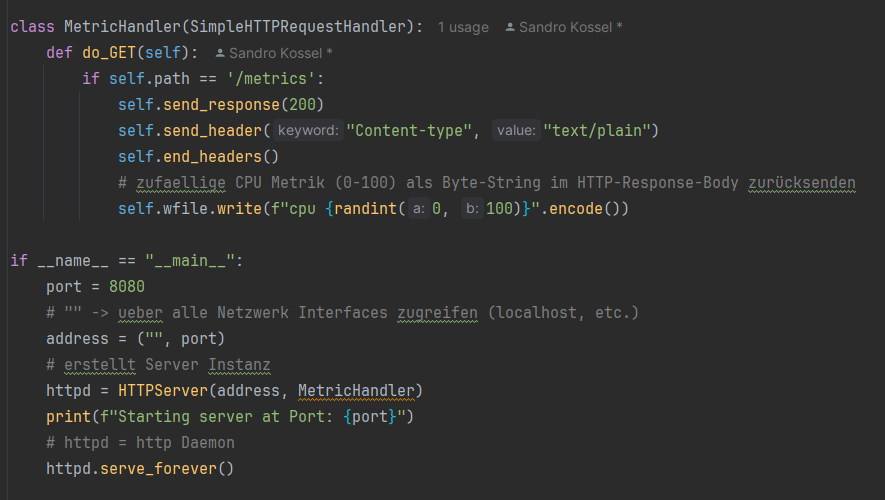 class MetricHandler(SimpleHTTPRequestHandler): 1 usage Sandro Kossel *
    def do_GET(self): Sandro Kossel *
        if self.path == '/metrics':
            self.send_response(200)
            self.send_header(keyword: "Content-type", value: "text/plain")
            self.end_headers()
            # zufaellige CPU Metrik (0-100) als Byte-String im HTTP-Response-Body zurücksenden
            self.wfile.write(f"cpu {randint(a: 0, b: 100)}".encode())

if __name__ == "__main__":
    port = 8080
    # "" -> ueber alle Netzwerk Interfaces zugreifen (localhost, etc.)
    address = ("", port)
    # erstellt Server Instanz
    httpd = HTTPServer(address, MetricHandler)
    print(f"Starting server at Port: {port}")
    # httpd = http Daemon
    httpd.serve_forever()